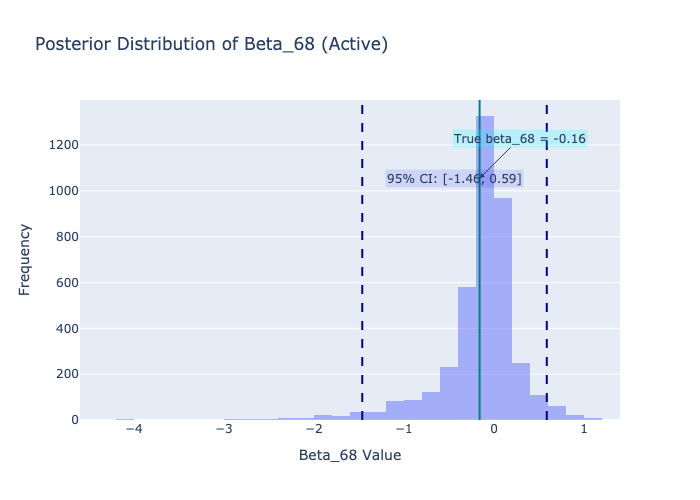 Posterior Distribution of Beta_68 (Active)
True beta_68 = -0.16
95% CI: [-1.46, 0.59]
Frequency
1200
1000
800
600
400
200
0
−4 −3 −2 −1 0 1
Beta_68 Value